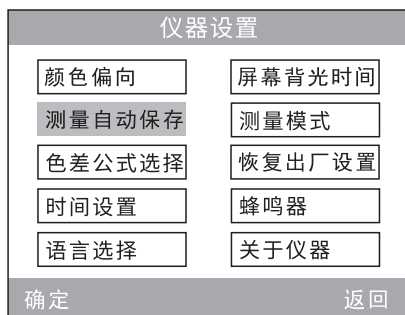 仪器设置
颜色偏向 屏幕背光时间
测量自动保存 测量模式
色差公式选择 恢复出厂设置
时间设置 蜂鸣器
语言选择 关于仪器
确定 返回